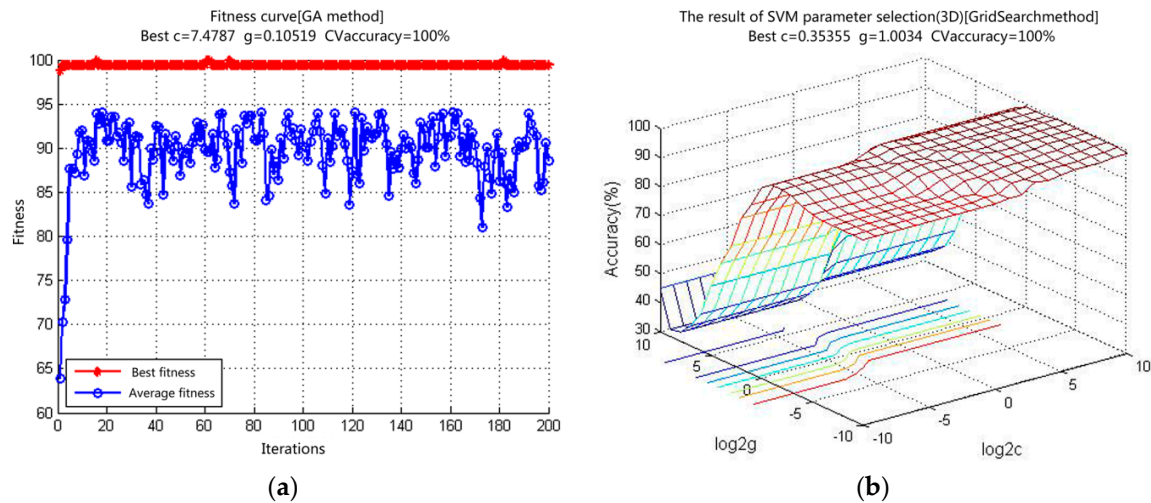 Fitness curve[GA method]
Best c=7.4787 g=0.10519 CVaccuracy=100%
100
95
90
85
80
75
70
65
60
Fitness
Best fitness
Average fitness
0 20 40 60 80 100 120 140 160 180 200
Iterations
(a)
The result of SVM parameter selection(3D)[GridSearchmethod]
Best c=0.35355 g=1.0034 CVaccuracy=100%
100
90
80
70
60
50
40
30
Accuracy(%)
10
5
0
-5
-10
log2g
-10
-5
0
5
10
log2c
(b)